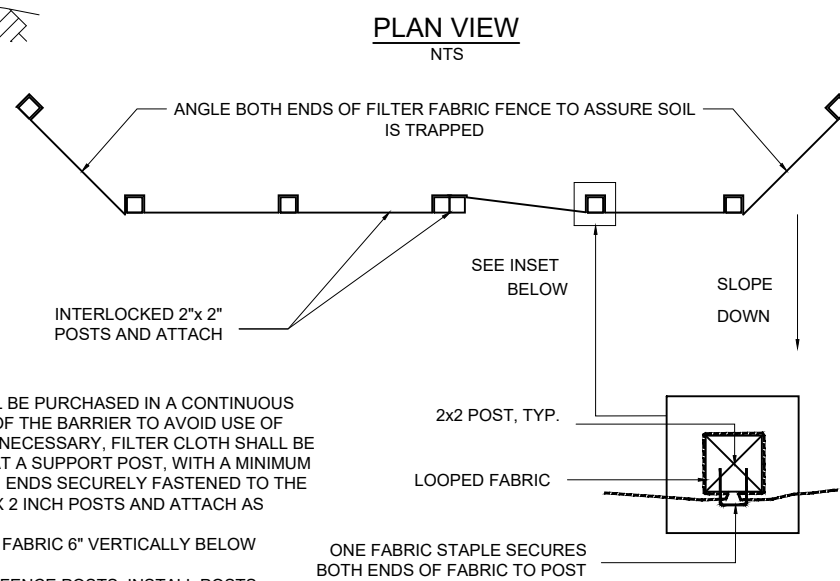 PLAN VIEW
NTS
ANGLE BOTH ENDS OF FILTER FABRIC FENCE TO ASSURE SOIL
IS TRAPPED
SEE INSET
BELOW
SLOPE
DOWN
INTERLOCKED 2"x 2"
POSTS AND ATTACH
BE PURCHASED IN A CONTINUOUS
OF THE BARRIER TO AVOID USE OF
NECESSARY, FILTER CLOTH SHALL BE
A SUPPORT POST, WITH A MINIMUM
ENDS SECURELY FASTENED TO THE
X 2 INCH POSTS AND ATTACH AS
FABRIC 6" VERTICALLY BELOW
FENCE POSTS. INSTALL POSTS
2x2 POST, TYP.
LOOPED FABRIC
ONE FABRIC STAPLE SECURES
BOTH ENDS OF FABRIC TO POST